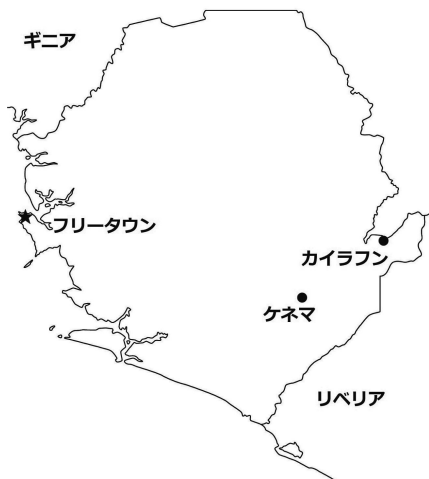 ギニア
フリータウン
カイラフン
ケネマ
リベリア